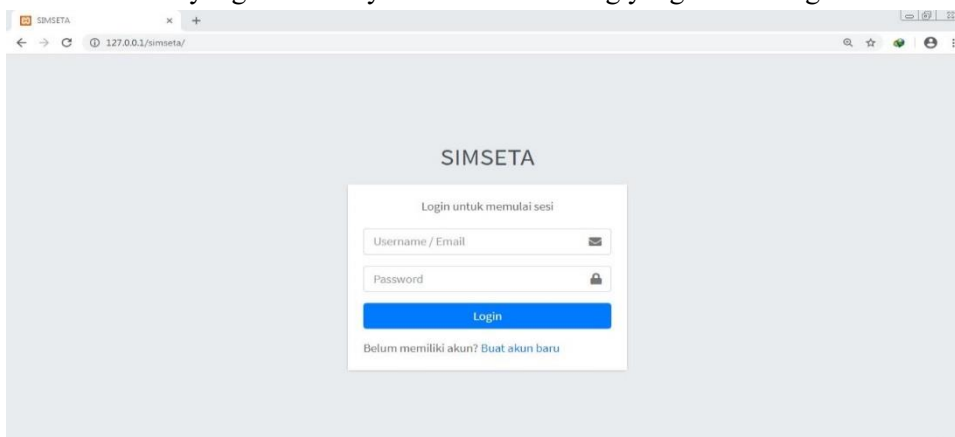 SIMSETA
127.0.0.1/simseta/
SIMSETA
Login untuk memulai sesi
Username / Email
Password
Login
Belum memiliki akun? Buat akun baru